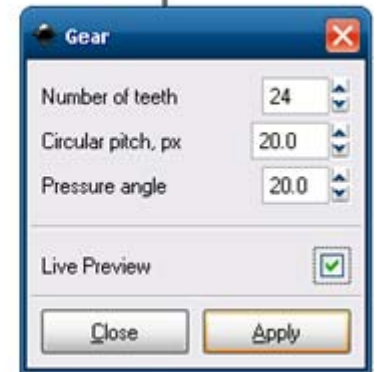 Gear
Number of teeth 24
Circular pitch, px 20.0
Pressure angle 20.0
Live Preview
Close Apply